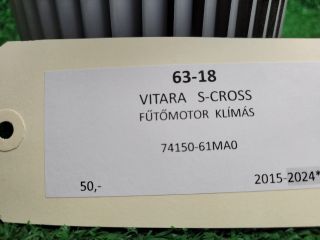 63-18
VITARA S-CROSS
FŰTŐMOTOR KLÍMÁS
74150-61MA0
50,- 2015-2024*